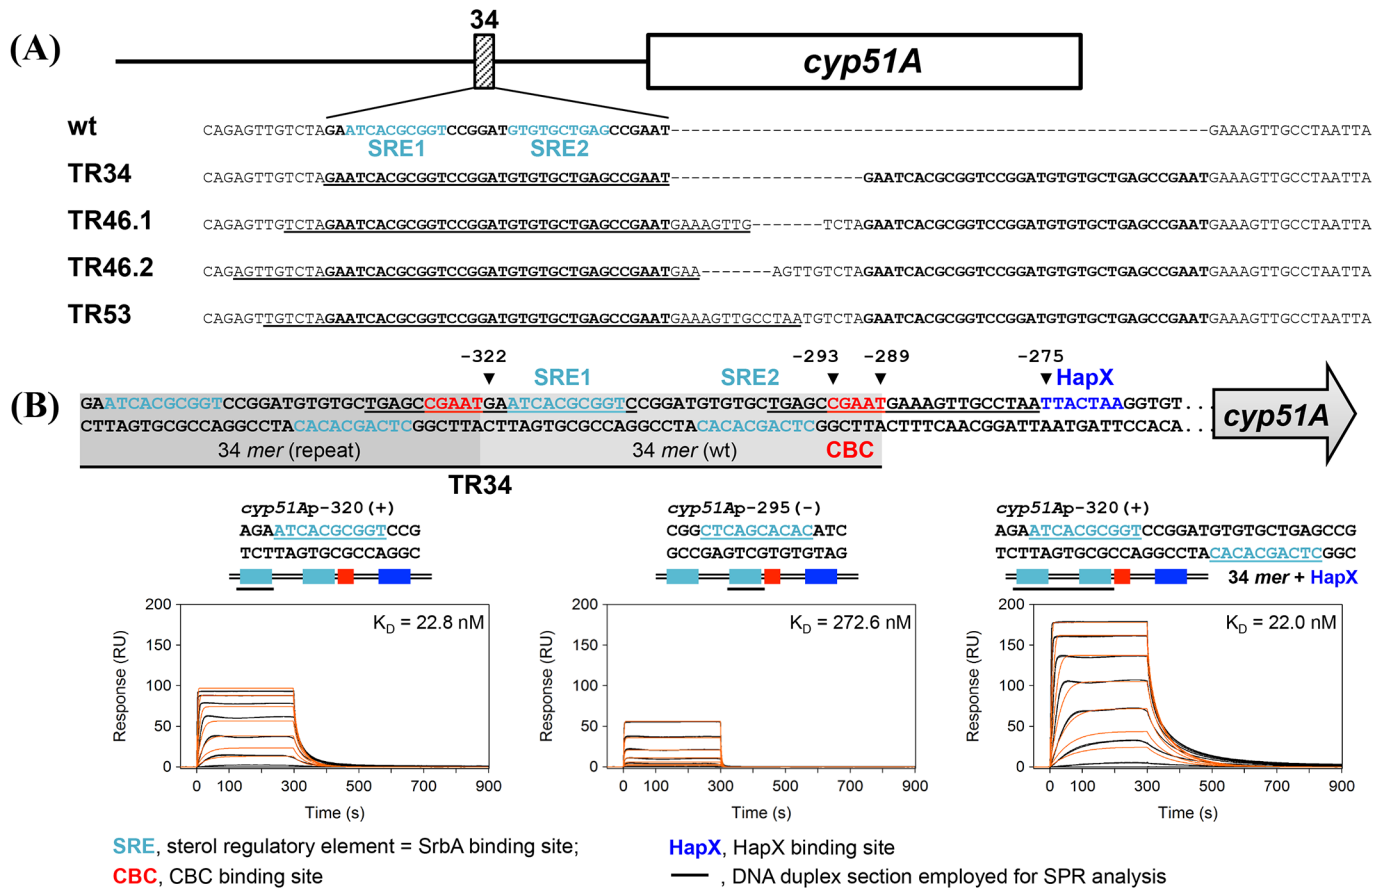 (A)
34
cyp51A
wt CAGAGTTGTCTAGAATCACGCGGTCCGGATGTGTGCTGAGCCGAAT------------------------------------------------------GAAAGTTGCCTAATTA
SRE1 SRE2
TR34 CAGAGTTGTCTAGAATCACGCGGTCCGGATGTGTGCTGAGCCGAAT--------------------GAATCACGCGGTCCGGATGTGTGCTGAGCCGAATGAAAGTTGCCTAATTA
TR46.1 CAGAGTTGTCTAGAATCACGCGGTCCGGATGTGTGCTGAGCCGAATGAAAGTTG--------TCTAGAATCACGCGGTCCGGATGTGTGCTGAGCCGAATGAAAGTTGCCTAATTA
TR46.2 CAGAGTTGTCTAGAATCACGCGGTCCGGATGTGTGCTGAGCCGAATGAA--------AGTTGTCTAGAATCACGCGGTCCGGATGTGTGCTGAGCCGAATGAAAGTTGCCTAATTA
TR53 CAGAGTTGTCTAGAATCACGCGGTCCGGATGTGTGCTGAGCCGAATGAAAGTTGCCTAATGTCTAGAATCACGCGGTCCGGATGTGTGCTGAGCCGAATGAAAGTTGCCTAATTA
-322 -293 -289 -275
(B)
SRE1 SRE2 HapX
GAATCACGCGGTCCGGATGTGTGCTGAGCCGAATGAATCACGCGGTCCGGATGTGTGCTGAGCCGAATGAAAGTTGCCTAATTACTAAGGTGT...
CTTAGTGCGCCAGGCCTACACACGACTCGGCTTACTTAGTGCGCCAGGCCTACACACGACTCGGCTTACTTTCAACGGATTAATGATTCCACA...
cyp51A
34 mer (repeat) 34 mer (wt) CBC
TR34
cyp51Ap-320 (+)
AGAATCACGCGGTCCG
TCTTAGTGCGCCAGGC
KD = 22.8 nM
200
150
100
50
0
Response (RU)
0 100 300 500 700 900
Time (s)
cyp51Ap-295 (-)
CGGCTCAGCACACATC
GCCGAGTCGTGTGTAG
KD = 272.6 nM
200
150
100
50
0
Response (RU)
0 100 300 500 700 900
Time (s)
cyp51Ap-320 (+)
AGAATCACGCGGTCCGGATGTGTGCTGAGCCG
TCTTAGTGCGCCAGGCCTACACACGACTCGGC
34 mer + HapX
KD = 22.0 nM
200
150
100
50
0
Response (RU)
0 100 300 500 700 900
Time (s)
SRE, sterol regulatory element = SrbA binding site;
HapX, HapX binding site
CBC, CBC binding site
, DNA duplex section employed for SPR analysis